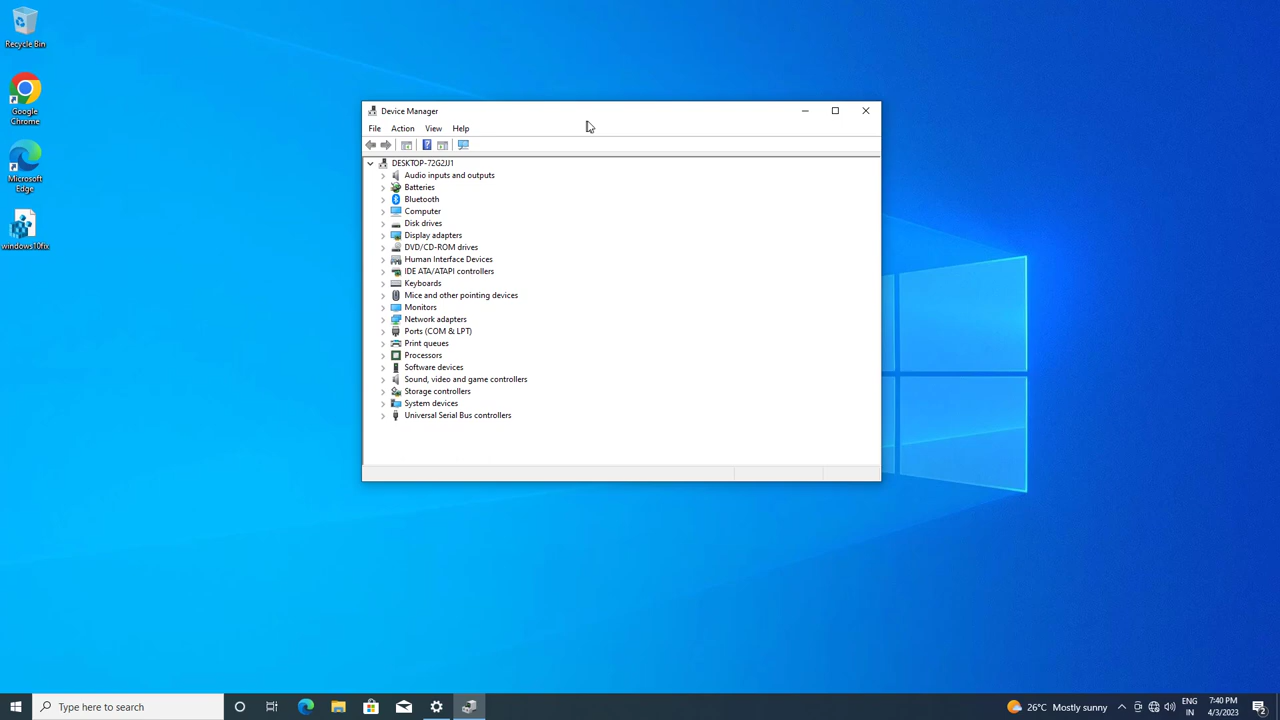 Recycle Bin
Google
Chrome
Microsoft
Edge
windows10fix
Device Manager
File Action View Help
DESKTOP-72G2JJ1
Audio inputs and outputs
Batteries
Bluetooth
Computer
Disk drives
Display adapters
DVD/CD-ROM drives
Human Interface Devices
IDE ATA/ATAPI controllers
Keyboards
Mice and other pointing devices
Monitors
Network adapters
Ports (COM & LPT)
Print queues
Processors
Software devices
Sound, video and game controllers
Storage controllers
System devices
Universal Serial Bus controllers
Type here to search
26°C Mostly sunny
ENG
IN
7:40 PM
4/3/2023
2